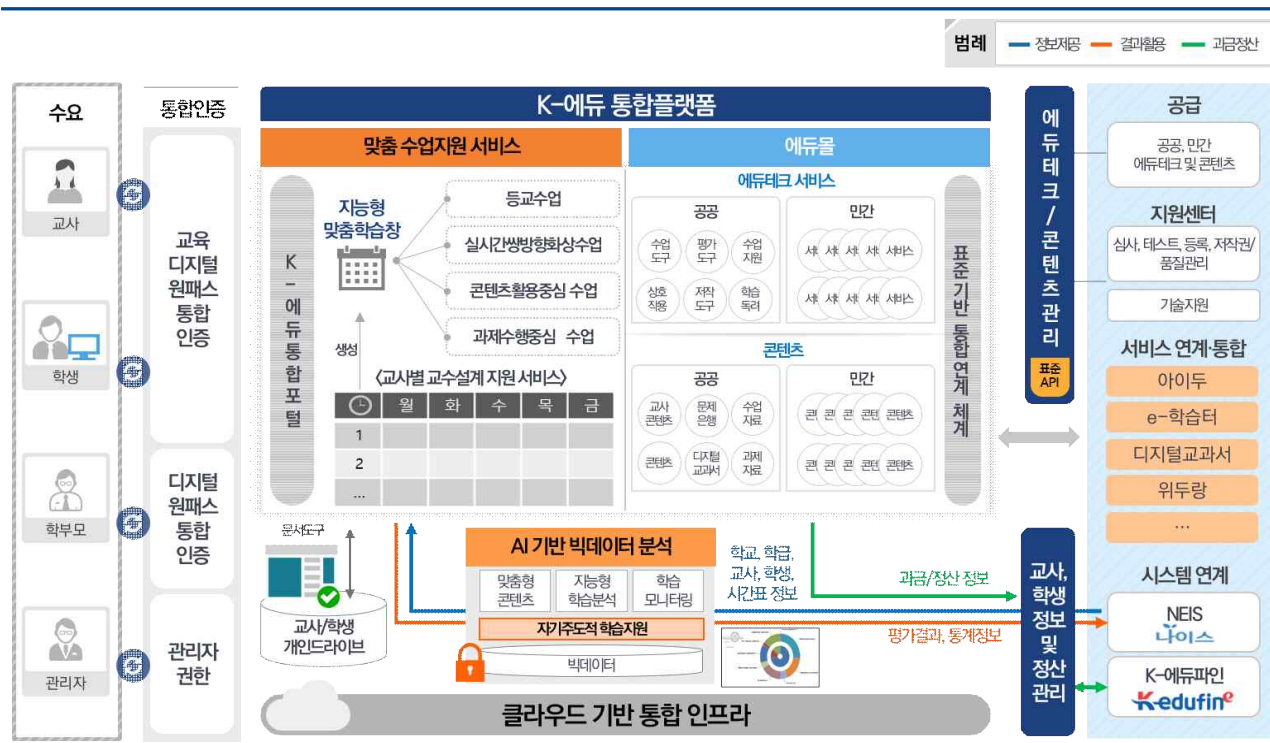 범례
정보제공
결과활용
과금정산
수요
교사
학생
학부모
관리자
통합인증
교육
디지털
원패스
통합
인증
디지털
원패스
통합
인증
관리자
권한
K-에듀 통합플랫폼
맞춤 수업지원 서비스
에듀몰
K-에듀통합포털
지능형
맞춤학습창
등교수업
실시간쌍방향화상수업
콘텐츠활용중심 수업
과제수행중심 수업
생성
〈교사별 교수설계 지원 서비스〉
월 화 수 목 금
1
2
...
에듀테크 서비스
공공
수업
도구
평가
도구
수업
지원
상호
작용
저작
도구
학습
독려
민간
서비스
서비스
콘텐츠
공공
교사
콘텐츠
문제
은행
수업
자료
콘텐츠
디지털
교과서
과제
자료
민간
콘텐츠
콘텐츠
표준기반 통합연계 체계
문서도구
교사/학생
개인드라이브
AI 기반 빅데이터 분석
맞춤형
콘텐츠
지능형
학습분석
학습
모니터링
자기주도적 학습지원
빅데이터
학교, 학급,
교사, 학생,
시간표 정보
과금/정산 정보
평가결과, 통계정보
클라우드 기반 통합 인프라
에듀테크/콘텐츠관리
표준
API
교사,
학생
정보
및
정산
관리
공급
공공, 민간
에듀테크 및 콘텐츠
지원센터
심사, 테스트, 등록, 저작권/
품질관리
기술지원
서비스 연계·통합
아이두
e-학습터
디지털교과서
위두랑
...
시스템 연계
NEIS
나이스
K-에듀파인
K-edufine